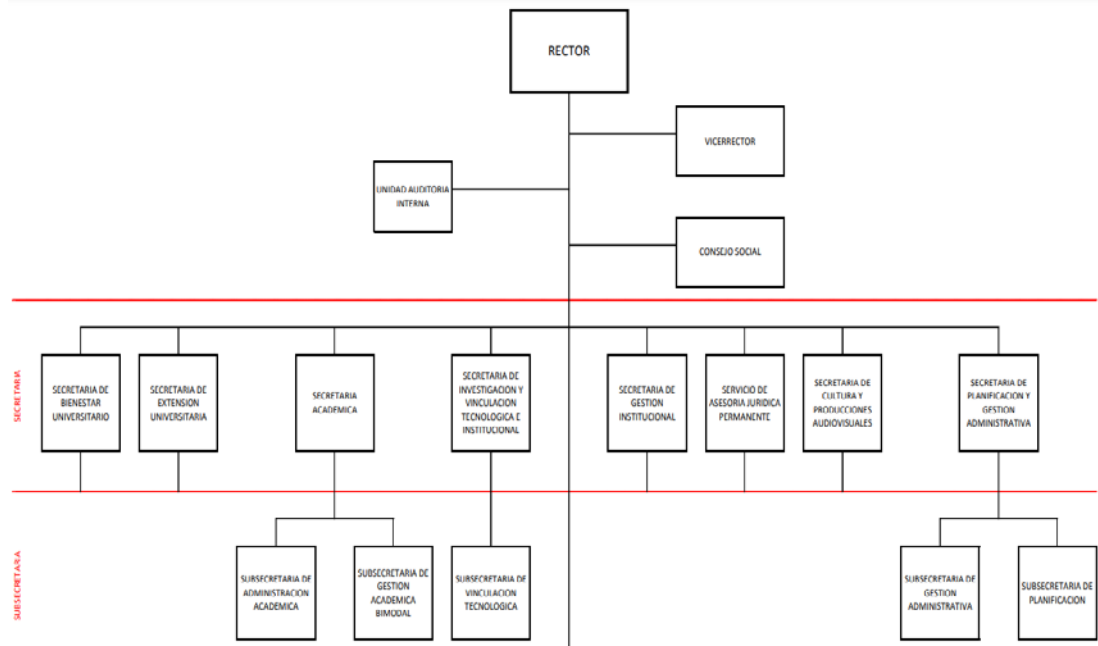 RECTOR
VICERRECTOR
UNIDAD AUDITORIA
INTERNA
CONSEJO SOCIAL
SECRETARIA
SECRETARIA DE
BIENESTAR
UNIVERSITARIO
SECRETARIA DE
EXTENSION
UNIVERSITARIA
SECRETARIA
ACADEMICA
SECRETARIA DE
INVESTIGACION Y
VINCULACION
TECNOLOGICA E
INSTITUCIONAL
SECRETARIA DE
GESTION
INSTITUCIONAL
SERVICIO DE
ASESORIA JURIDICA
PERMANENTE
SECRETARIA DE
CULTURA Y
PRODUCCIONES
AUDIOVISUALES
SECRETARIA DE
PLANIFICACION Y
GESTION
ADMINISTRATIVA
SUBSECRETARIA
SUBSECRETARIA DE
ADMINISTRACION
ACADEMICA
SUBSECRETARIA DE
GESTION
ACADEMICA
BIMODAL
SUBSECRETARIA DE
VINCULACION
TECNOLOGICA
SUBSECRETARIA DE
GESTION
ADMINISTRATIVA
SUBSECRETARIA DE
PLANIFICACION